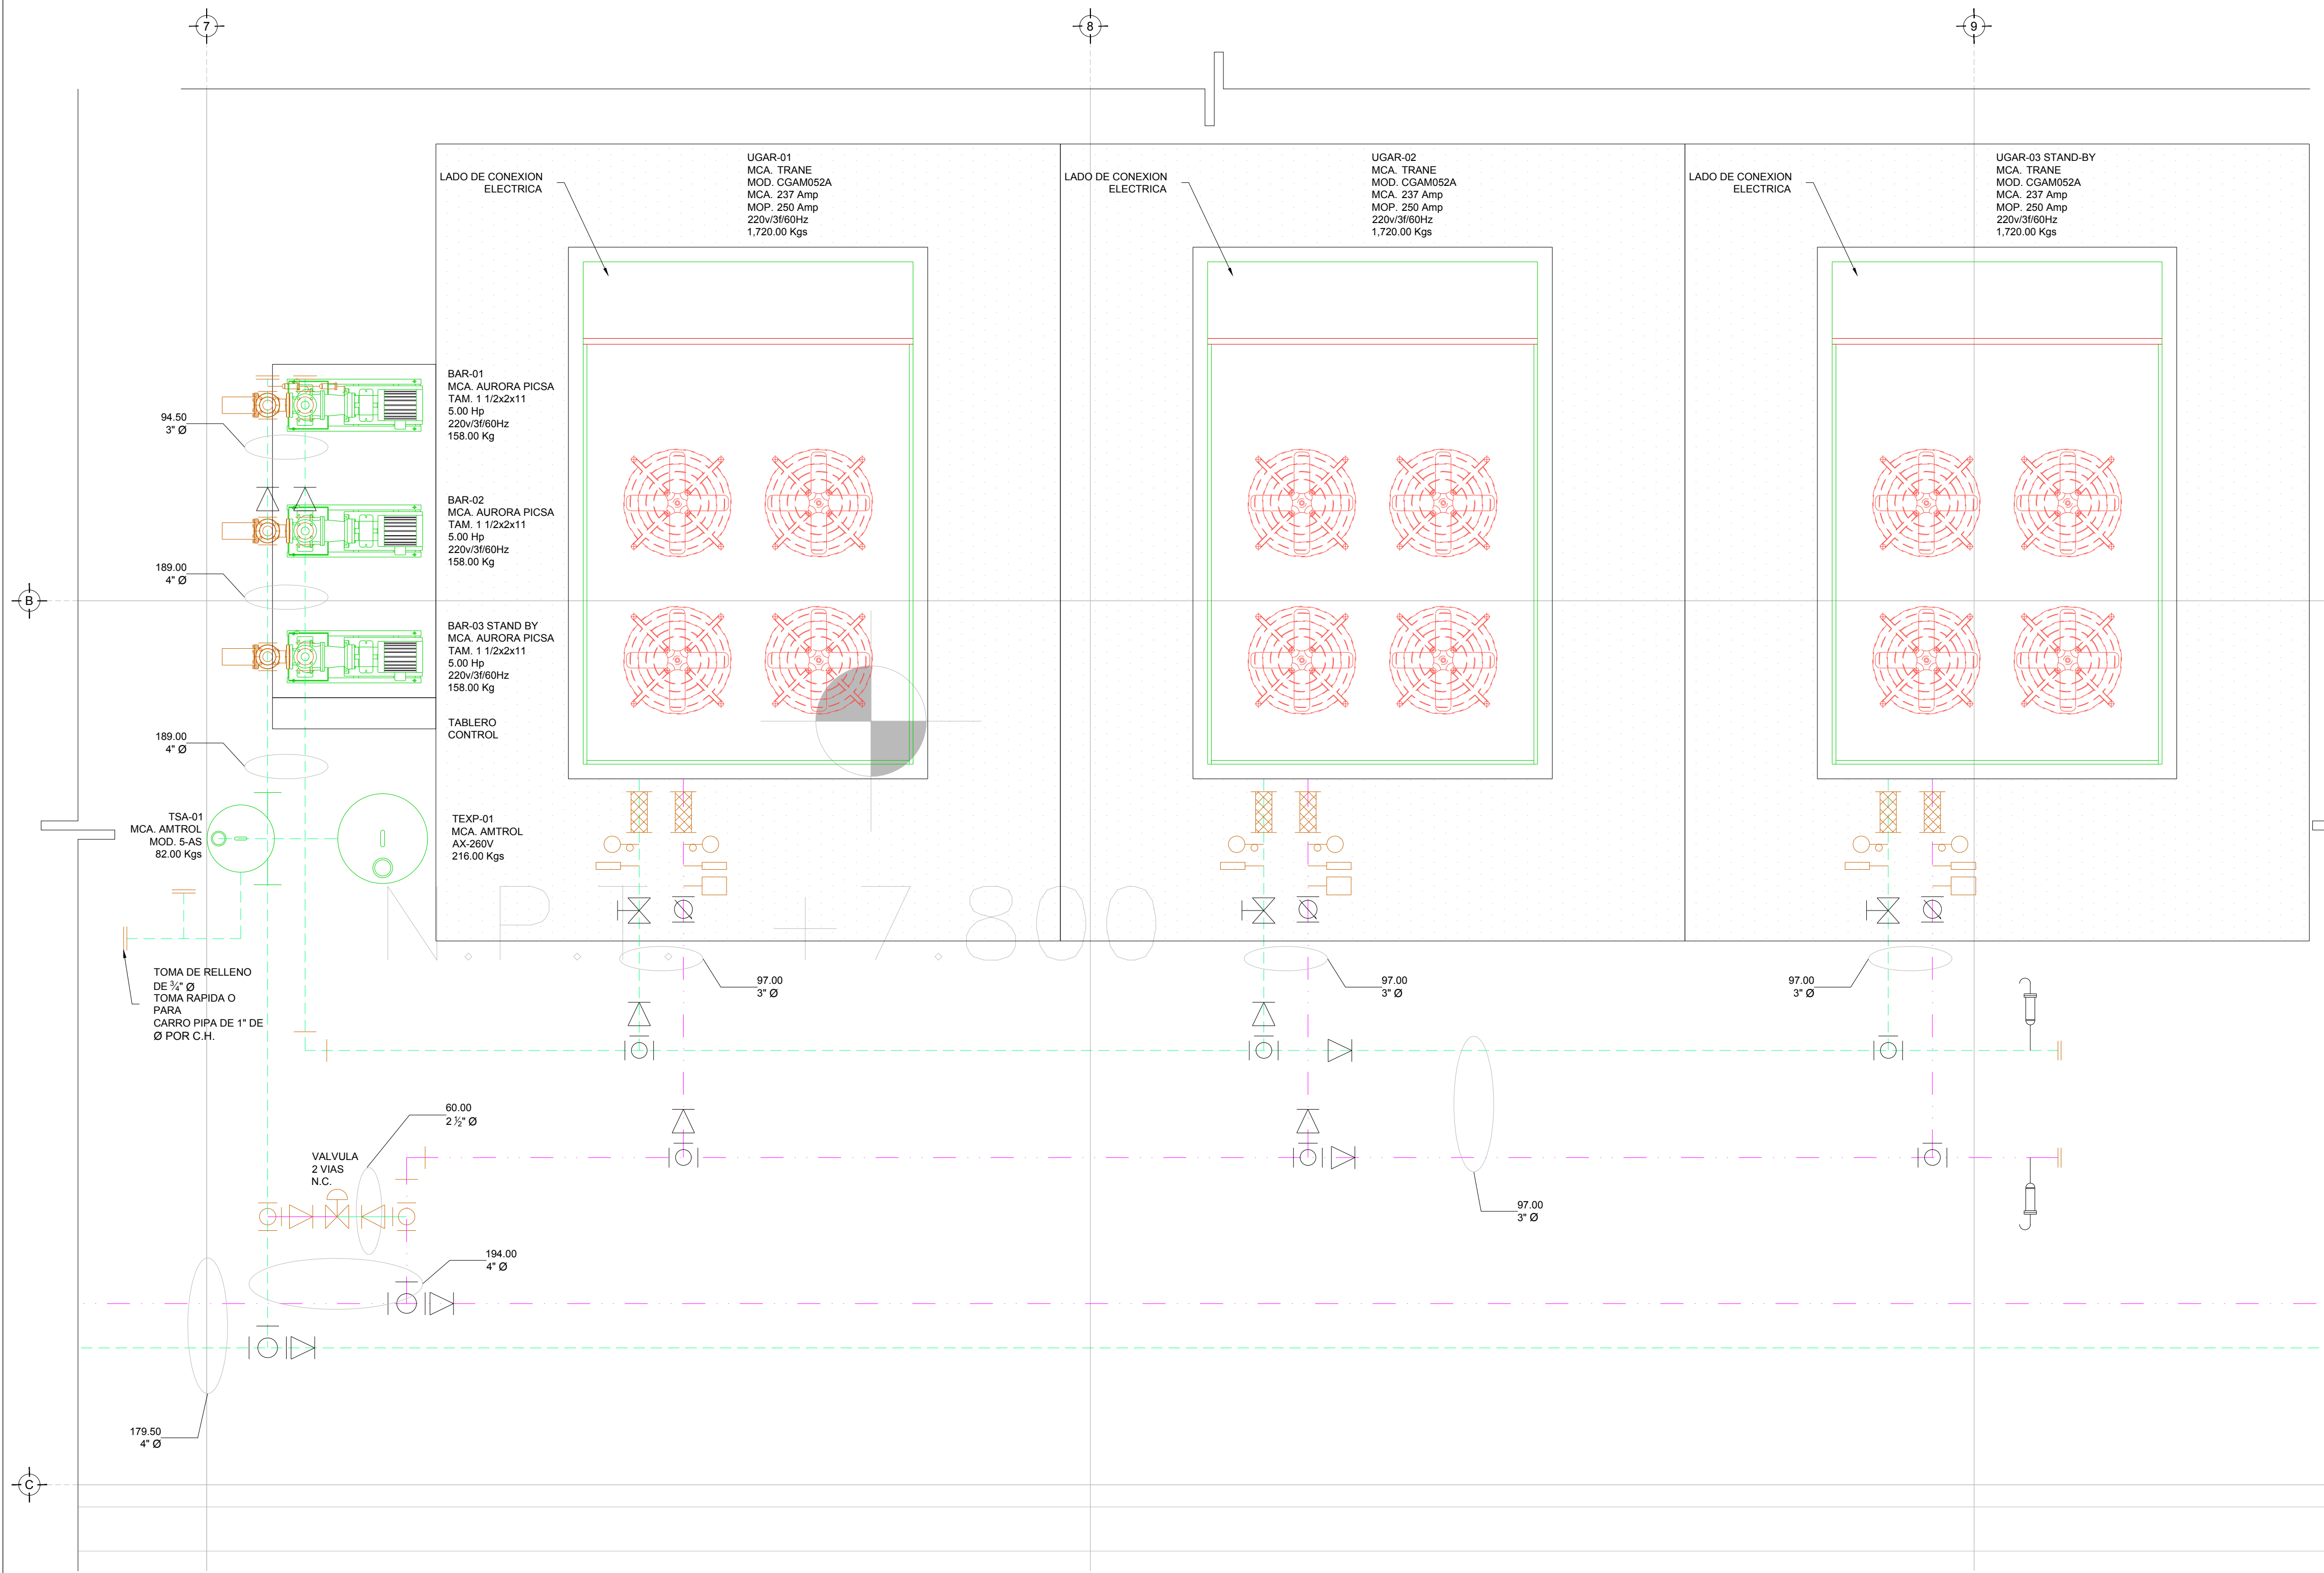 7
8
9
LADO DE CONEXION
ELECTRICA
UGAR-01
MCA. TRANE
MOD. CGAM052A
MCA. 237 Amp
MOP. 250 Amp
220v/3f/60Hz
1,720.00 Kgs
LADO DE CONEXION
ELECTRICA
UGAR-02
MCA. TRANE
MOD. CGAM052A
MCA. 237 Amp
MOP. 250 Amp
220v/3f/60Hz
1,720.00 Kgs
LADO DE CONEXION
ELECTRICA
UGAR-03 STAND-BY
MCA. TRANE
MOD. CGAM052A
MCA. 237 Amp
MOP. 250 Amp
220v/3f/60Hz
1,720.00 Kgs
BAR-01
MCA. AURORA PICSA
TAM. 1 1/2x2x11
5.00 Hp
220v/3f/60Hz
158.00 Kg
94.50
3" Ø
BAR-02
MCA. AURORA PICSA
TAM. 1 1/2x2x11
5.00 Hp
220v/3f/60Hz
158.00 Kg
189.00
4" Ø
B
BAR-03 STAND BY
MCA. AURORA PICSA
TAM. 1 1/2x2x11
5.00 Hp
220v/3f/60Hz
158.00 Kg
TABLERO
CONTROL
189.00
4" Ø
TSA-01
MCA. AMTROL
MOD. 5-AS
82.00 Kgs
TEXP-01
MCA. AMTROL
AX-260V
216.00 Kgs
N.P.T. +7.800
TOMA DE RELLENO
DE ¾" Ø
TOMA RAPIDA O
PARA
CARRO PIPA DE 1" DE
Ø POR C.H.
97.00
3" Ø
97.00
3" Ø
97.00
3" Ø
60.00
2 ½" Ø
VALVULA
2 VIAS
N.C.
97.00
3" Ø
194.00
4" Ø
179.50
4" Ø
C